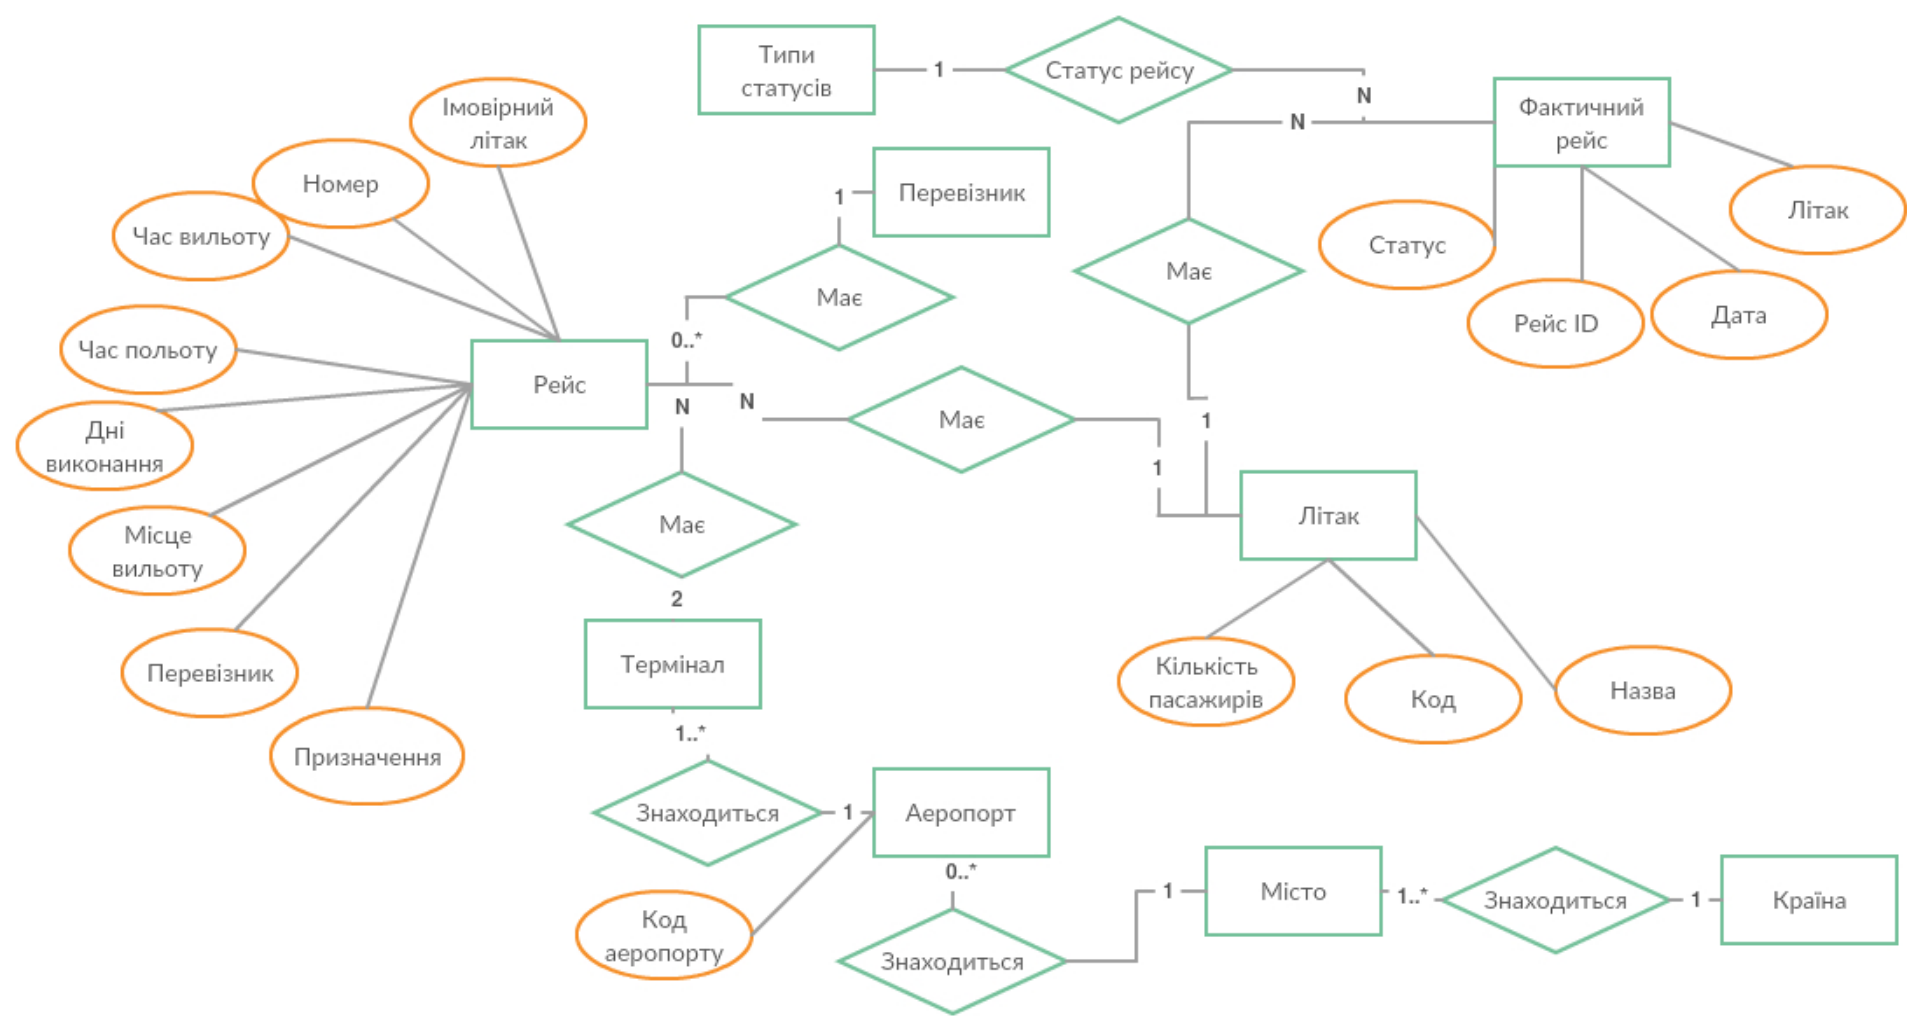 Типи
статусів
1
Статус рейсу
N
Фактичний
рейс
N
Імовірний
літак
Номер
Час вильоту
1
Перевізник
Літак
Статус
Має
Має
Рейс ID
Дата
0..*
Час польоту
Рейс
N
N
Має
1
1
Дні
виконання
Має
Літак
Місце
вильоту
2
Термінал
Перевізник
Кількість
пасажирів
Код
Назва
1..*
Призначення
Знаходиться
1
Аеропорт
0..*
1
Місто
1..*
Знаходиться
1
Країна
Код
аеропорту
Знаходиться